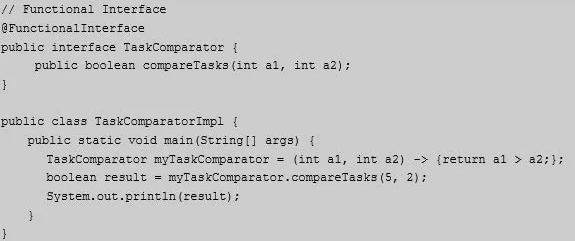 // Functional Interface
@FunctionalInterface
public interface TaskComparator {
public boolean compareTasks(int a1, int a2);
}
public class TaskComparatorImpl {
public static void main(String[] args) {
TaskComparator myTaskComparator = (int a1, int a2) -> {return a1 > a2;};
boolean result = myTaskComparator.compareTasks(5, 2);
System.out.println(result);
}
}